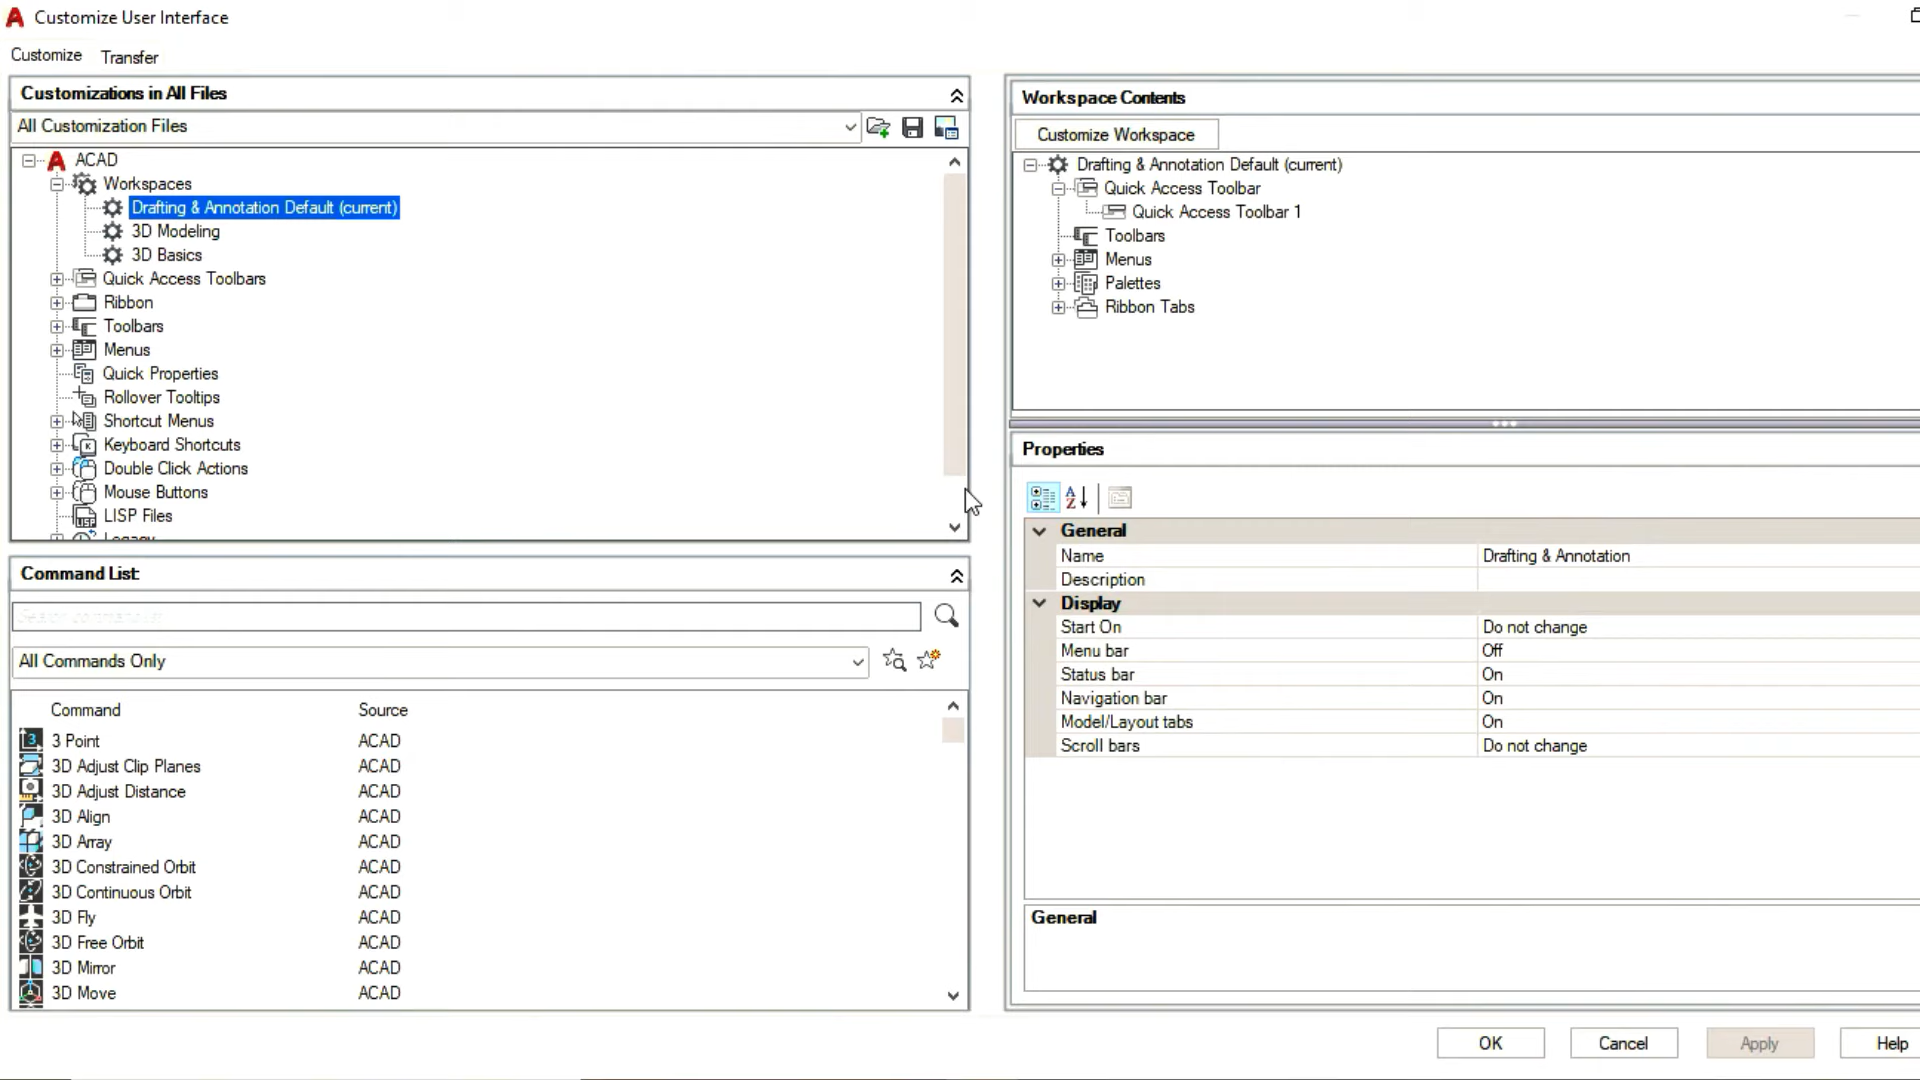 Customize User Interface
Customize Transfer
Customizations in All Files
All Customization Files
ACAD
Workspaces
Drafting & Annotation Default (current)
3D Modeling
3D Basics
Quick Access Toolbars
Ribbon
Toolbars
Menus
Quick Properties
Rollover Tooltips
Shortcut Menus
Keyboard Shortcuts
Double Click Actions
Mouse Buttons
LISP Files
Legacy
Command List:
Search command list
All Commands Only
Command Source
3 Point ACAD
3D Adjust Clip Planes ACAD
3D Adjust Distance ACAD
3D Align ACAD
3D Array ACAD
3D Constrained Orbit ACAD
3D Continuous Orbit ACAD
3D Fly ACAD
3D Free Orbit ACAD
3D Mirror ACAD
3D Move ACAD
Workspace Contents
Customize Workspace
Drafting & Annotation Default (current)
Quick Access Toolbar
Quick Access Toolbar 1
Toolbars
Menus
Palettes
Ribbon Tabs
Properties
General
Name Drafting & Annotation
Description
Display
Start On Do not change
Menu bar Off
Status bar On
Navigation bar On
Model/Layout tabs On
Scroll bars Do not change
General
OK Cancel Apply Help